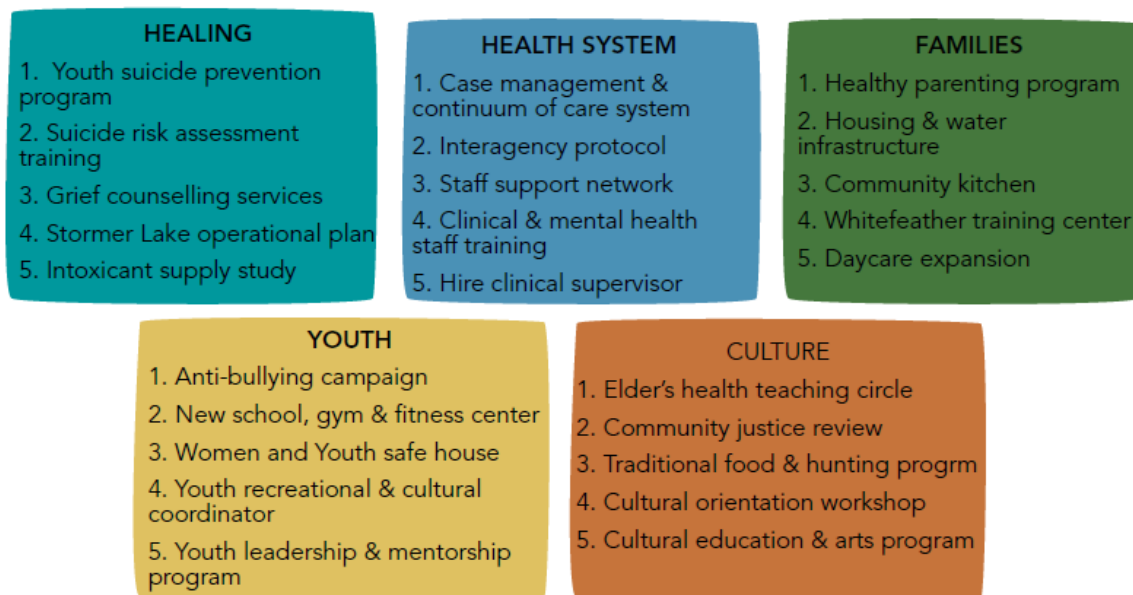 HEALING
1. Youth suicide prevention
program
2. Suicide risk assessment
training
3. Grief counselling services
4. Stormer Lake operational plan
5. Intoxicant supply study
HEALTH SYSTEM
1. Case management &
continuum of care system
2. Interagency protocol
3. Staff support network
4. Clinical & mental health
staff training
5. Hire clinical supervisor
FAMILIES
1. Healthy parenting program
2. Housing & water
infrastructure
3. Community kitchen
4. Whitefeather training center
5. Daycare expansion
YOUTH
1. Anti-bullying campaign
2. New school, gym & fitness center
3. Women and Youth safe house
4. Youth recreational & cultural
coordinator
5. Youth leadership & mentorship
program
CULTURE
1. Elder's health teaching circle
2. Community justice review
3. Traditional food & hunting progrm
4. Cultural orientation workshop
5. Cultural education & arts program